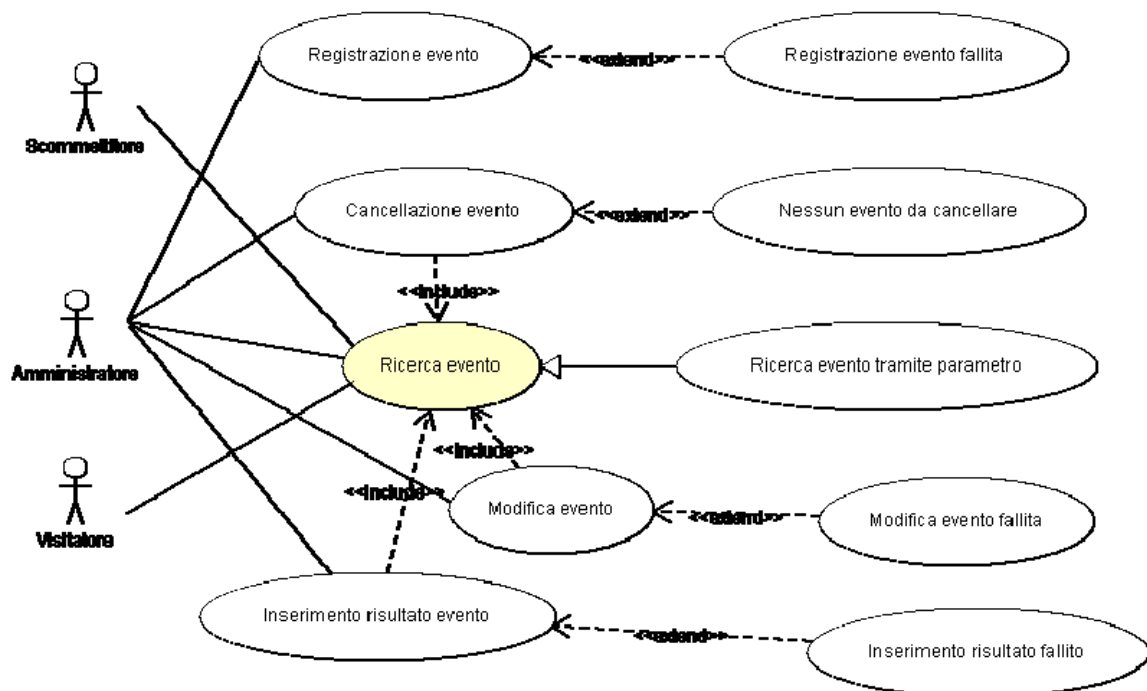 Registrazione evento
<<extend>>
Registrazione evento fallita
Scommettitore
Cancellazione evento
<<extend>>
Nessun evento da cancellare
<<include>>
Amministratore
Ricerca evento
Ricerca evento tramite parametro
<<include>>
<<include>>
Visitatore
Modifica evento
<<extend>>
Modifica evento fallita
Inserimento risultato evento
<<extend>>
Inserimento risultato fallito